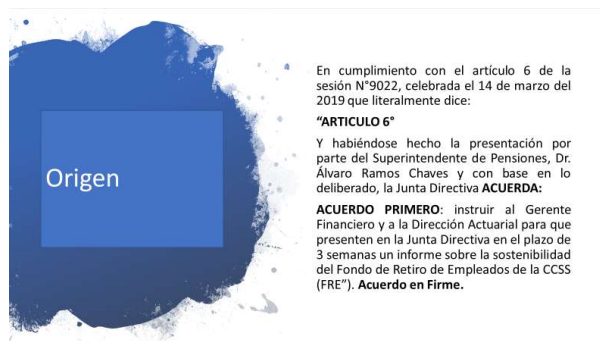 Origen
En cumplimiento con el artículo 6 de la
sesión N°9022, celebrada el 14 de marzo del
2019 que literalmente dice:
“ARTICULO 6°
Y habiéndose hecho la presentación por
parte del Superintendente de Pensiones, Dr.
Álvaro Ramos Chaves y con base en lo
deliberado, la Junta Directiva ACUERDA:
ACUERDO PRIMERO: instruir al Gerente
Financiero y a la Dirección Actuarial para que
presenten en la Junta Directiva en el plazo de
3 semanas un informe sobre la sostenibilidad
del Fondo de Retiro de Empleados de la CCSS
(FRE”). Acuerdo en Firme.